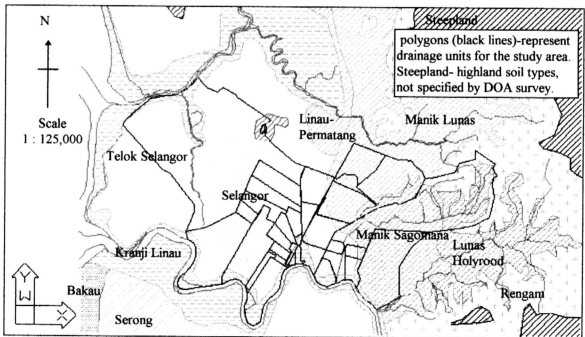 N
Scale
1 : 125,000
Steepland
polygons (black lines)-represent
drainage units for the study area.
Steepland- highland soil types,
not specified by DOA survey.
Linau-
Permatang
Manik Lunas
Telok Selangor
Selangor
Manik Sagomana
Kranji Linau
Lunas
Holyrood
Bakau
Rengam
Serong
Y
W
X